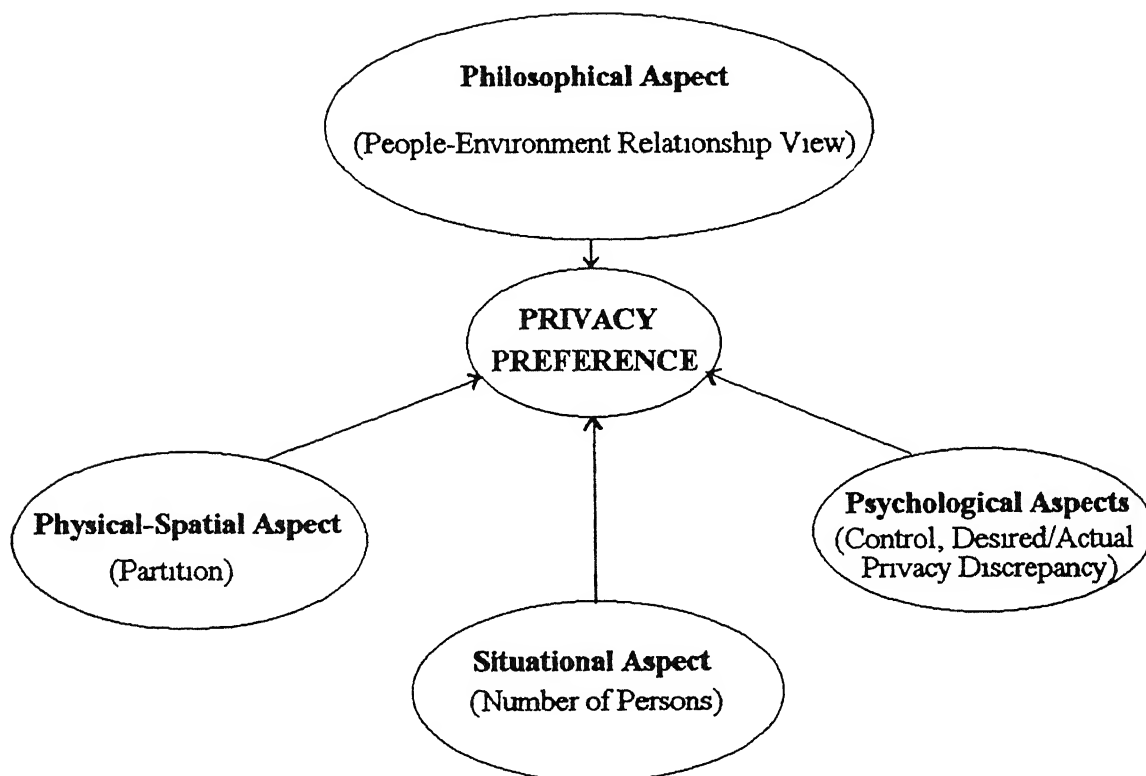 Philosophical Aspect
(People-Environment Relationship View)
PRIVACY
PREFERENCE
Physical-Spatial Aspect
(Partition)
Psychological Aspects
(Control, Desired/Actual
Privacy Discrepancy)
Situational Aspect
(Number of Persons)